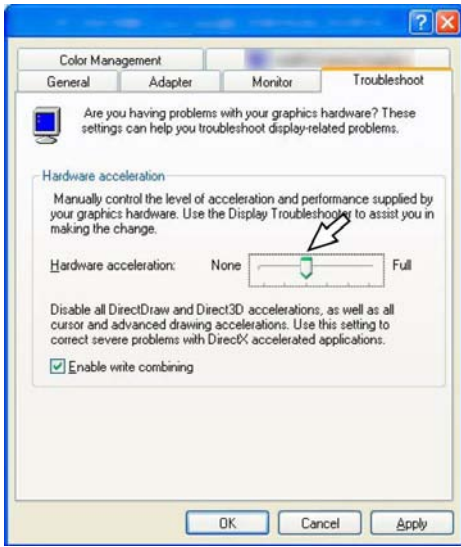 Color Management
General Adapter Monitor Troubleshoot
Are you having problems with your graphics hardware? These
settings can help you troubleshoot display-related problems.
Hardware acceleration
Manually control the level of acceleration and performance supplied by
your graphics hardware. Use the Display Troubleshooter to assist you in
making the change.
Hardware acceleration: None Full
Disable all DirectDraw and Direct3D accelerations, as well as all
cursor and advanced drawing accelerations. Use this setting to
correct severe problems with DirectX accelerated applications.
Enable write combining
OK Cancel Apply